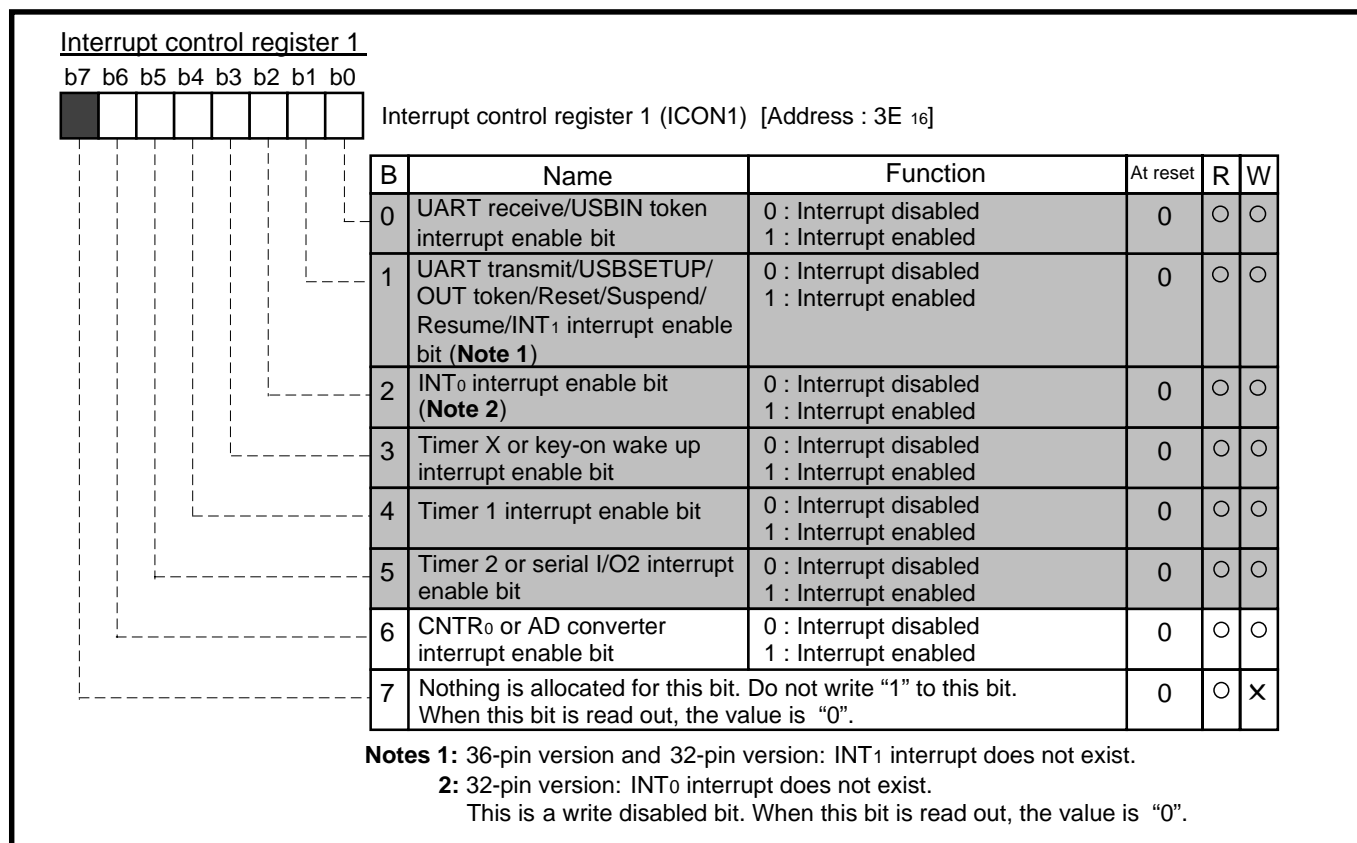 Interrupt control register 1
b7 b6 b5 b4 b3 b2 b1 b0
Interrupt control register 1 (ICON1) [Address : 3E 16]
B Name Function At reset R W
0 UART receive/USBIN token 0 : Interrupt disabled 0 ○ ○
interrupt enable bit 1 : Interrupt enabled
1 UART transmit/USBSETUP/ 0 : Interrupt disabled 0 ○ ○
OUT token/Reset/Suspend/ 1 : Interrupt enabled
Resume/INT1 interrupt enable
bit (Note 1)
2 INT0 interrupt enable bit 0 : Interrupt disabled 0 ○ ○
(Note 2) 1 : Interrupt enabled
3 Timer X or key-on wake up 0 : Interrupt disabled 0 ○ ○
interrupt enable bit 1 : Interrupt enabled
4 Timer 1 interrupt enable bit 0 : Interrupt disabled 0 ○ ○
1 : Interrupt enabled
5 Timer 2 or serial I/O2 interrupt 0 : Interrupt disabled 0 ○ ○
enable bit 1 : Interrupt enabled
6 CNTR0 or AD converter 0 : Interrupt disabled 0 ○ ○
interrupt enable bit 1 : Interrupt enabled
7 Nothing is allocated for this bit. Do not write “1” to this bit. 0 ○ ×
When this bit is read out, the value is “0”.
Notes 1: 36-pin version and 32-pin version: INT1 interrupt does not exist.
2: 32-pin version: INT0 interrupt does not exist.
This is a write disabled bit. When this bit is read out, the value is “0”.